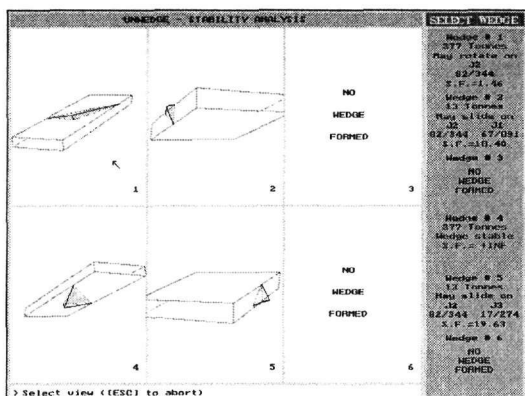 UNWEDGE - STABILITY ANALYSIS
SELECT WEDGE
NO
WEDGE
FORMED
1
2
3
NO
WEDGE
FORMED
4
5
6
Wedge # 1
377 Tonnes
May rotate on
J2
82/344
S.F.=1.46
Wedge # 2
13 Tonnes
May slide on
J2 J1
82/344 67/091
S.F.=10.40
Wedge # 3
NO
WEDGE
FORMED
Wedge # 4
377 Tonnes
Wedge stable
S.F.= +INF
Wedge # 5
13 Tonnes
May slide on
J2 J3
82/344 17/274
S.F.=19.63
Wedge # 6
NO
WEDGE
FORMED
> Select view ([ESC] to abort)